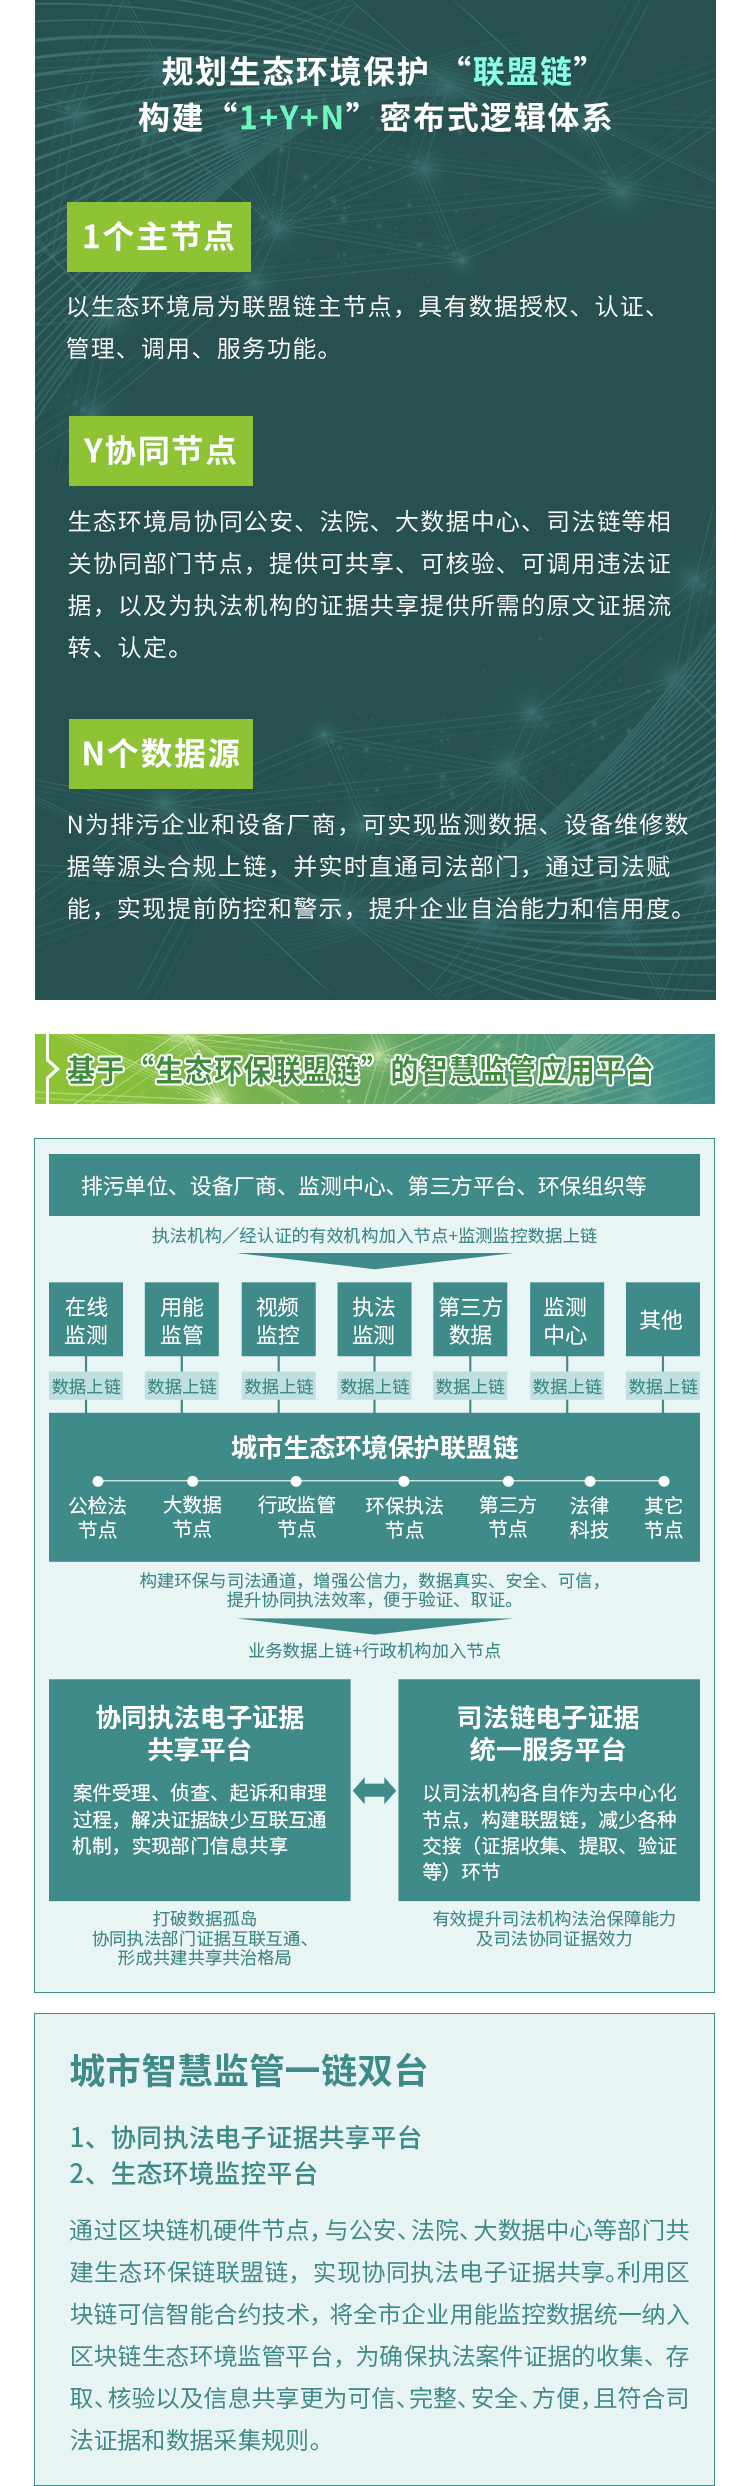 规划生态环境保护 “联盟链”
构建“1+Y+N”密布式逻辑体系
1个主节点
以生态环境局为联盟链主节点，具有数据授权、认证、
管理、调用、服务功能。
Y协同节点
生态环境局协同公安、法院、大数据中心、司法链等相
关协同部门节点，提供可共享、可核验、可调用违法证
据，以及为执法机构的证据共享提供所需的原文证据流
转、认定。
N个数据源
N为排污企业和设备厂商，可实现监测数据、设备维修数
据等源头合规上链，并实时直通司法部门，通过司法赋
能，实现提前防控和警示，提升企业自治能力和信用度。
基于“生态环保联盟链”的智慧监管应用平台
排污单位、设备厂商、监测中心、第三方平台、环保组织等
执法机构／经认证的有效机构加入节点+监测监控数据上链
在线 用能 视频 执法 第三方 监测 其他
监测 监管 监控 监测 数据 中心
数据上链 数据上链 数据上链 数据上链 数据上链 数据上链 数据上链
城市生态环境保护联盟链
公检法 大数据 行政监管 环保执法 第三方 法律 其它
节点 节点 节点 节点 节点 科技 节点
构建环保与司法通道，增强公信力，数据真实、安全、可信，
提升协同执法效率，便于验证、取证。
业务数据上链+行政机构加入节点
协同执法电子证据
共享平台
案件受理、侦查、起诉和审理
过程，解决证据缺少互联互通
机制，实现部门信息共享
司法链电子证据
统一服务平台
以司法机构各自作为去中心化
节点，构建联盟链，减少各种
交接（证据收集、提取、验证
等）环节
打破数据孤岛
协同执法部门证据互联互通、
形成共建共享共治格局
有效提升司法机构法治保障能力
及司法协同证据效力
城市智慧监管一链双台
1、协同执法电子证据共享平台
2、生态环境监控平台
通过区块链机硬件节点，与公安、法院、大数据中心等部门共
建生态环保链联盟链，实现协同执法电子证据共享。利用区
块链可信智能合约技术，将全市企业用能监控数据统一纳入
区块链生态环境监管平台，为确保执法案件证据的收集、存
取、核验以及信息共享更为可信、完整、安全、方便，且符合司
法证据和数据采集规则。